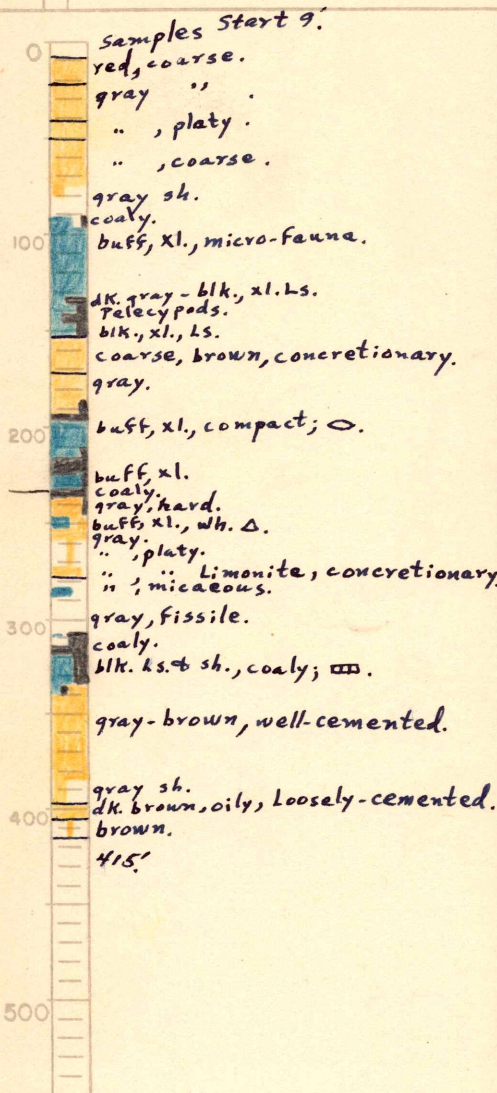 Samples Start 9'.
0
red, coarse.
gray " .
" , platy .
" , coarse .
gray sh.
coaly.
100
buff, xl., micro-fauna.
dk. gray - blk., xl. Ls.
Pelecypods.
blk., xl., Ls.
coarse, brown, concretionary.
gray.
200
buff, xl., compact; ⬭.
buff, xl.
coaly.
gray, hard.
buff, xl., wh. Δ.
gray.
" , platy.
" , " Limonite, concretionary,
" , micaeous.
300
gray, fissile.
coaly.
blk. Ls. & sh., coaly; ▭▭▭.
gray-brown, well-cemented.
gray sh.
dk. brown, oily, Loosely-cemented.
400
brown.
415'.
500